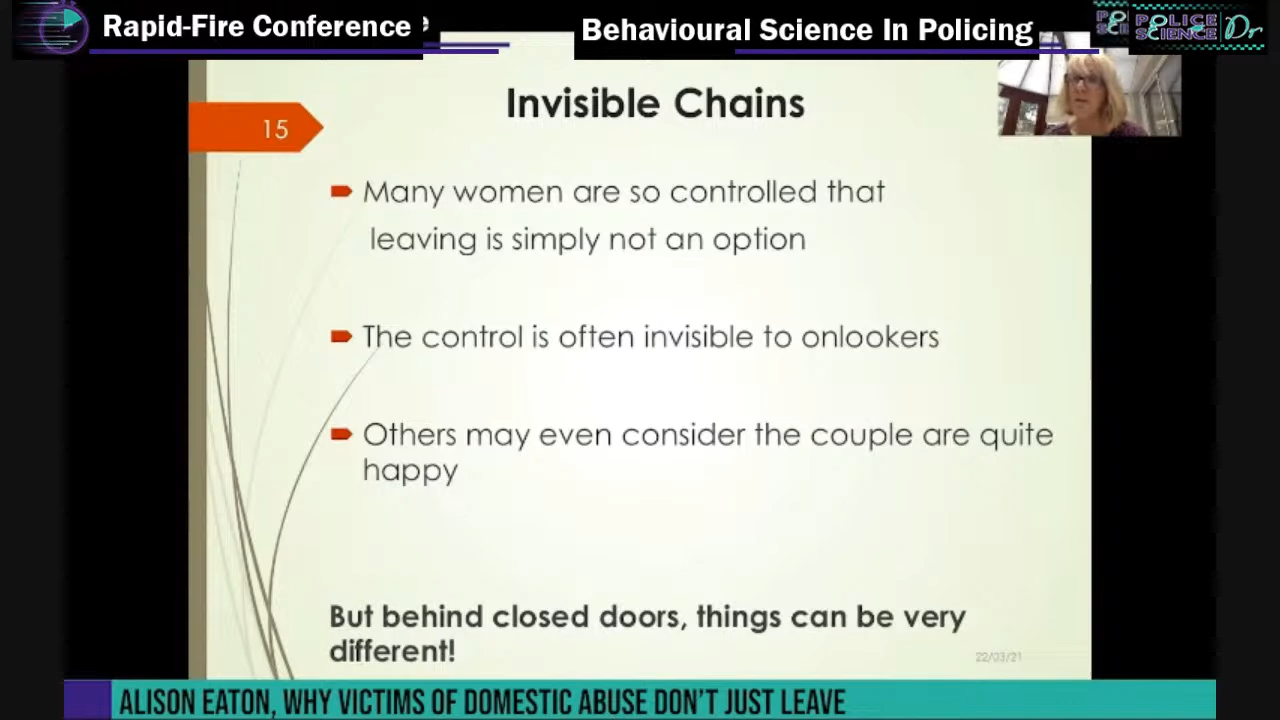 Rapid-Fire Conference
Behavioural Science In Policing
POLICE
SCIENCE Dr
15
Invisible Chains
Many women are so controlled that
leaving is simply not an option
The control is often invisible to onlookers
Others may even consider the couple are quite
happy
But behind closed doors, things can be very
different!
22/03/21
ALISON EATON, WHY VICTIMS OF DOMESTIC ABUSE DON'T JUST LEAVE